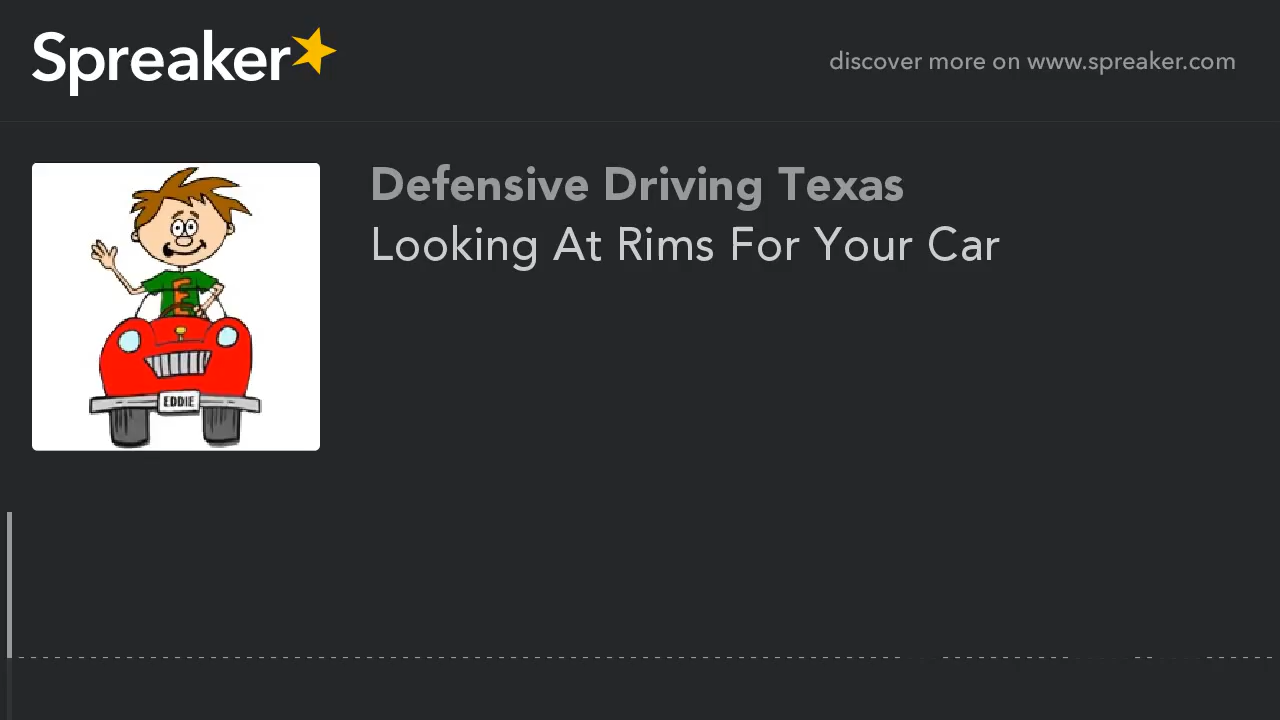 Spreaker
discover more on www.spreaker.com
Defensive Driving Texas
Looking At Rims For Your Car
E
EDDIE